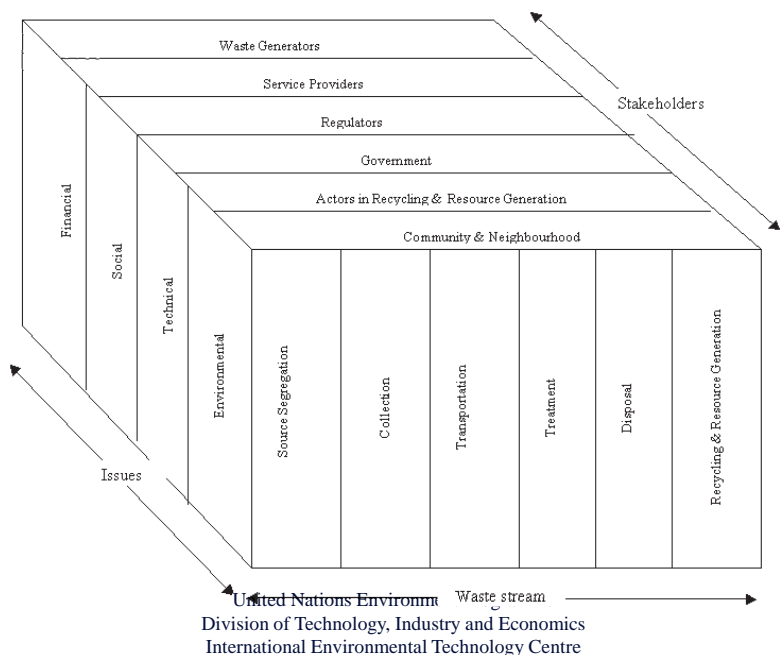 Waste Generators
Service Providers
Stakeholders
Regulators
Government
Actors in Recycling & Resource Generation
Community & Neighbourhood
Financial
Social
Technical
Environmental
Source Segregation
Collection
Transportation
Treatment
Disposal
Recycling & Resource Generation
Issues
Waste stream
United Nations
Division of Technology, Industry and Economics
International Environmental Technology Centre